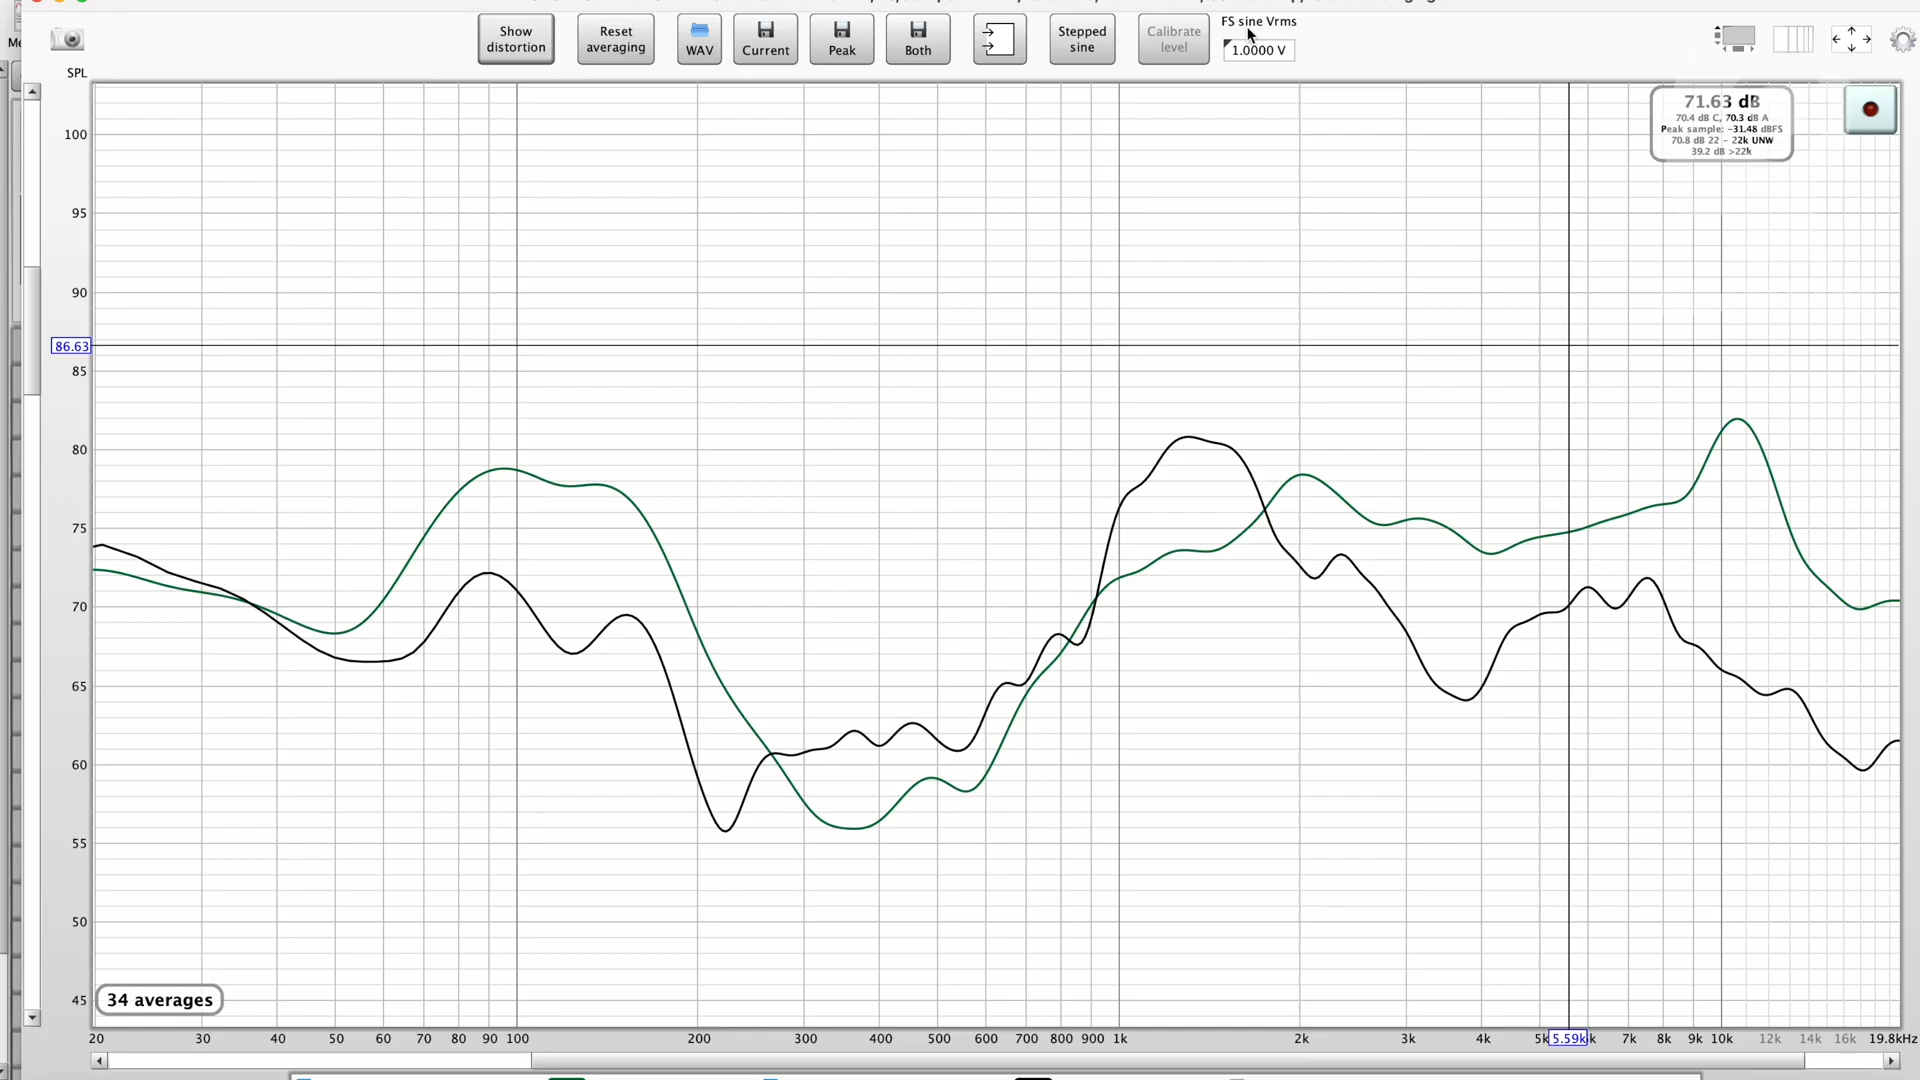 Show distortion
Reset averaging
WAV
Current
Peak
Both
Stepped sine
Calibrate level
FS sine Vrms
1.0000 V
Me
SPL
71.63 dB
70.4 dB C, 70.3 dB A
Peak sample: -31.48 dBFS
70.8 dB 22 - 22k UNW
39.2 dB >22k
100
95
90
86.63
85
80
75
70
65
60
55
50
45
34 averages
20 30 40 50 60 70 80 90 100 200 300 400 500 600 700 800 900 1k 2k 3k 4k 5k 5.59k k 7k 8k 9k 10k 12k 14k 16k 19.8kHz